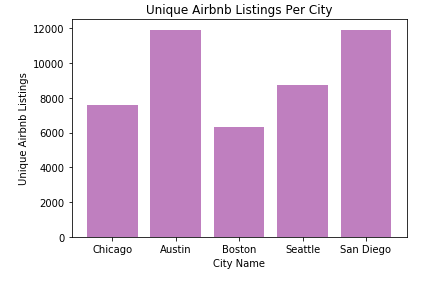 Unique Airbnb Listings Per City
Unique Airbnb Listings
12000
10000
8000
6000
4000
2000
0
Chicago Austin Boston Seattle San Diego
City Name